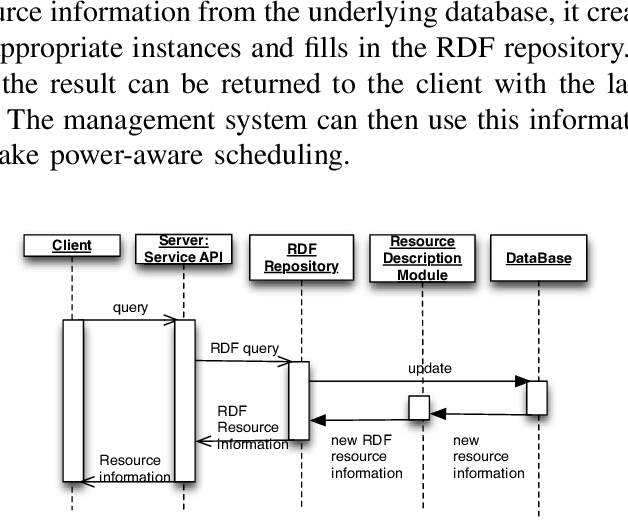 urce information from the underlying database, it crea
ppropriate instances and fills in the RDF repository.
the result can be returned to the client with the la
The management system can then use this informat
ake power-aware scheduling.
Client
Server:
Service API
RDF
Repository
Resource
Description
Module
DataBase
query
RDF query
update
RDF
Resource
information
new RDF
resource
information
new
resource
information
Resource
information